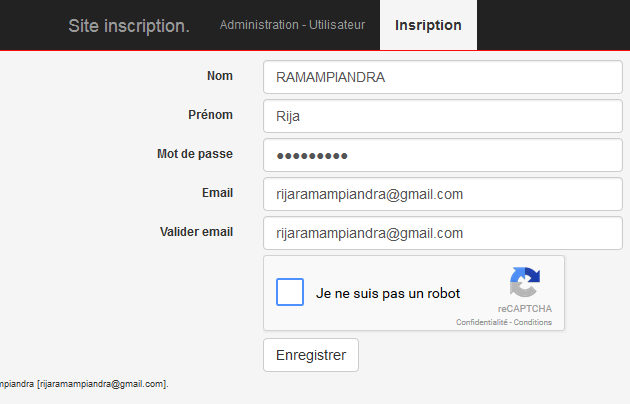 Site inscription. Administration - Utilisateur Insription
Nom RAMAMPIANDRA
Prénom Rija
Mot de passe ●●●●●●●●●
Email rijaramampiandra@gmail.com
Valider email rijaramampiandra@gmail.com
Je ne suis pas un robot
reCAPTCHA
Confidentialité - Conditions
Enregistrer
mpiandra [rijaramampiandra@gmail.com].